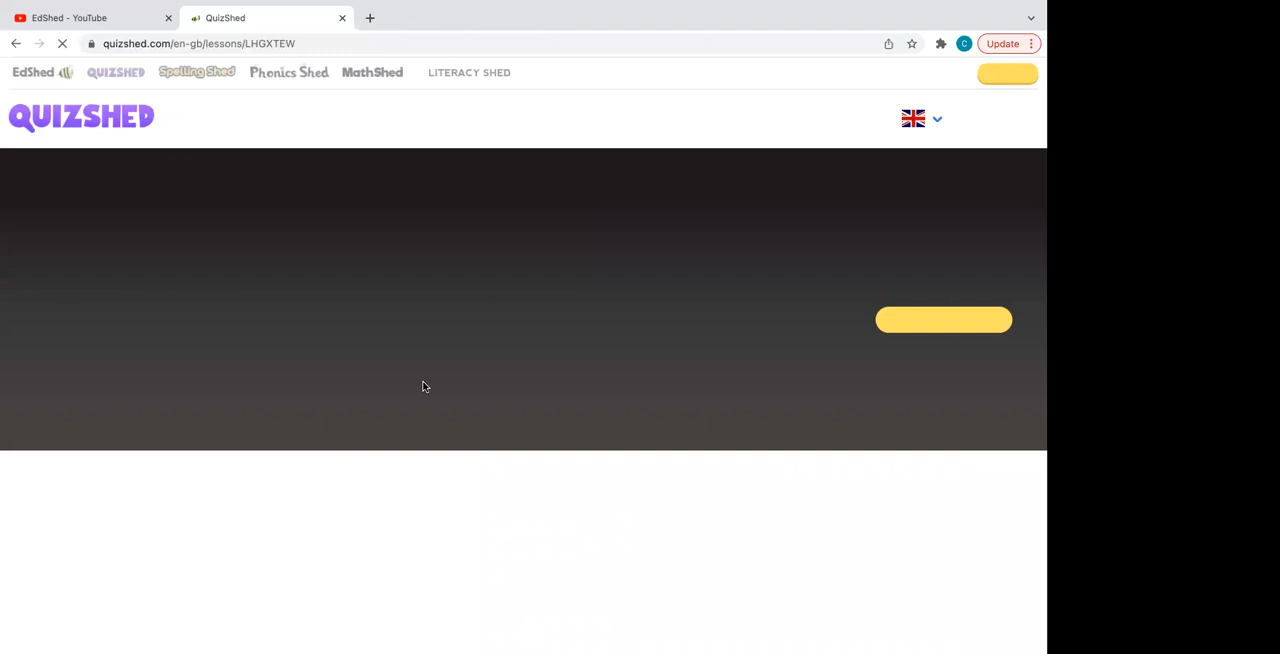 EdShed - YouTube
QuizShed
quizshed.com/en-gb/lessons/LHGXTEW
C
Update
EdShed QUIZSHED Spelling Shed Phonics Shed MathShed LITERACY SHED
QUIZSHED